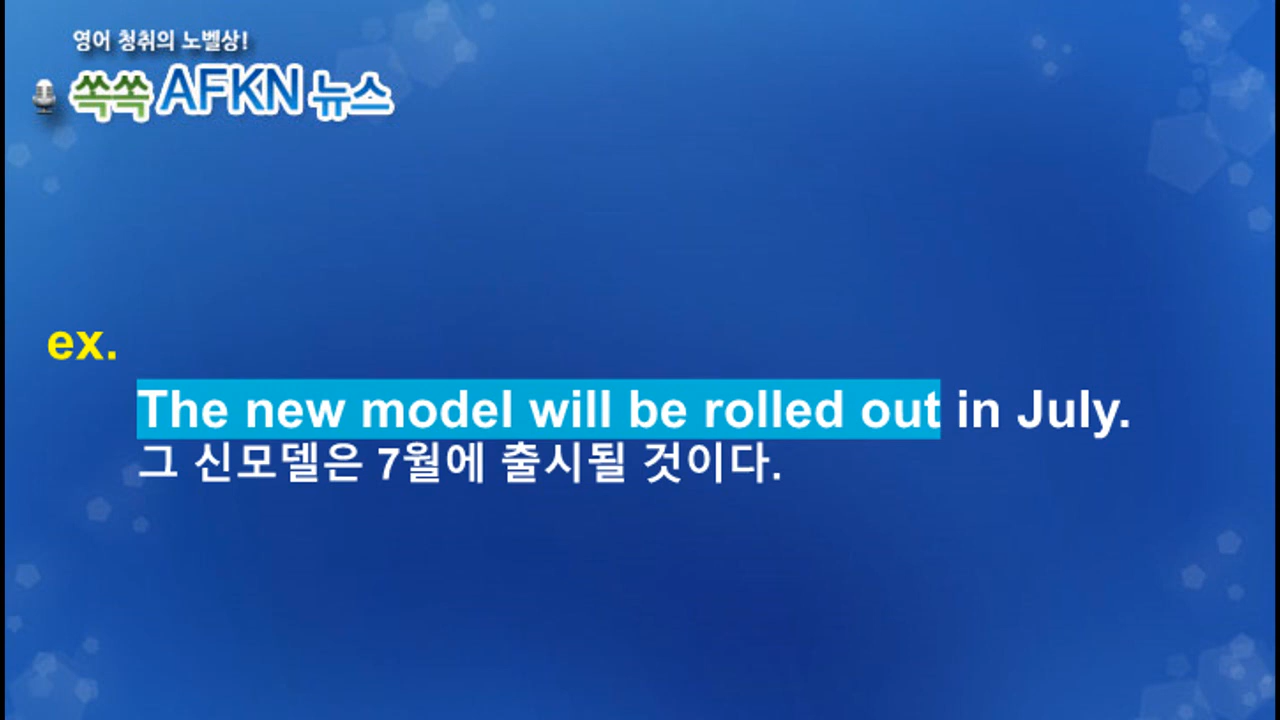 영어 청취의 노벨상!
쏙쏙 AFKN 뉴스
ex.
The new model will be rolled out in July.
그 신모델은 7월에 출시될 것이다.